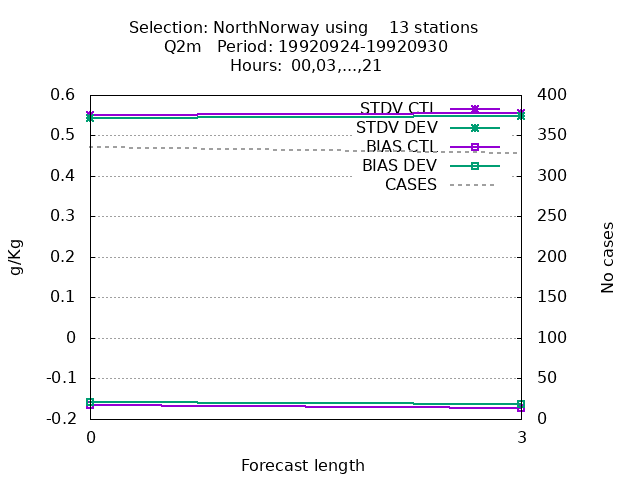 Selection: NorthNorway using    13 stations
Q2m   Period: 19920924-19920930
Hours:  00,03,...,21
0.6
0.5
0.4
0.3
0.2
0.1
0
-0.1
-0.2
g/Kg
STDV CTL
STDV DEV
BIAS CTL
BIAS DEV
CASES
400
350
300
250
200
150
100
50
0
No cases
0
3
Forecast length